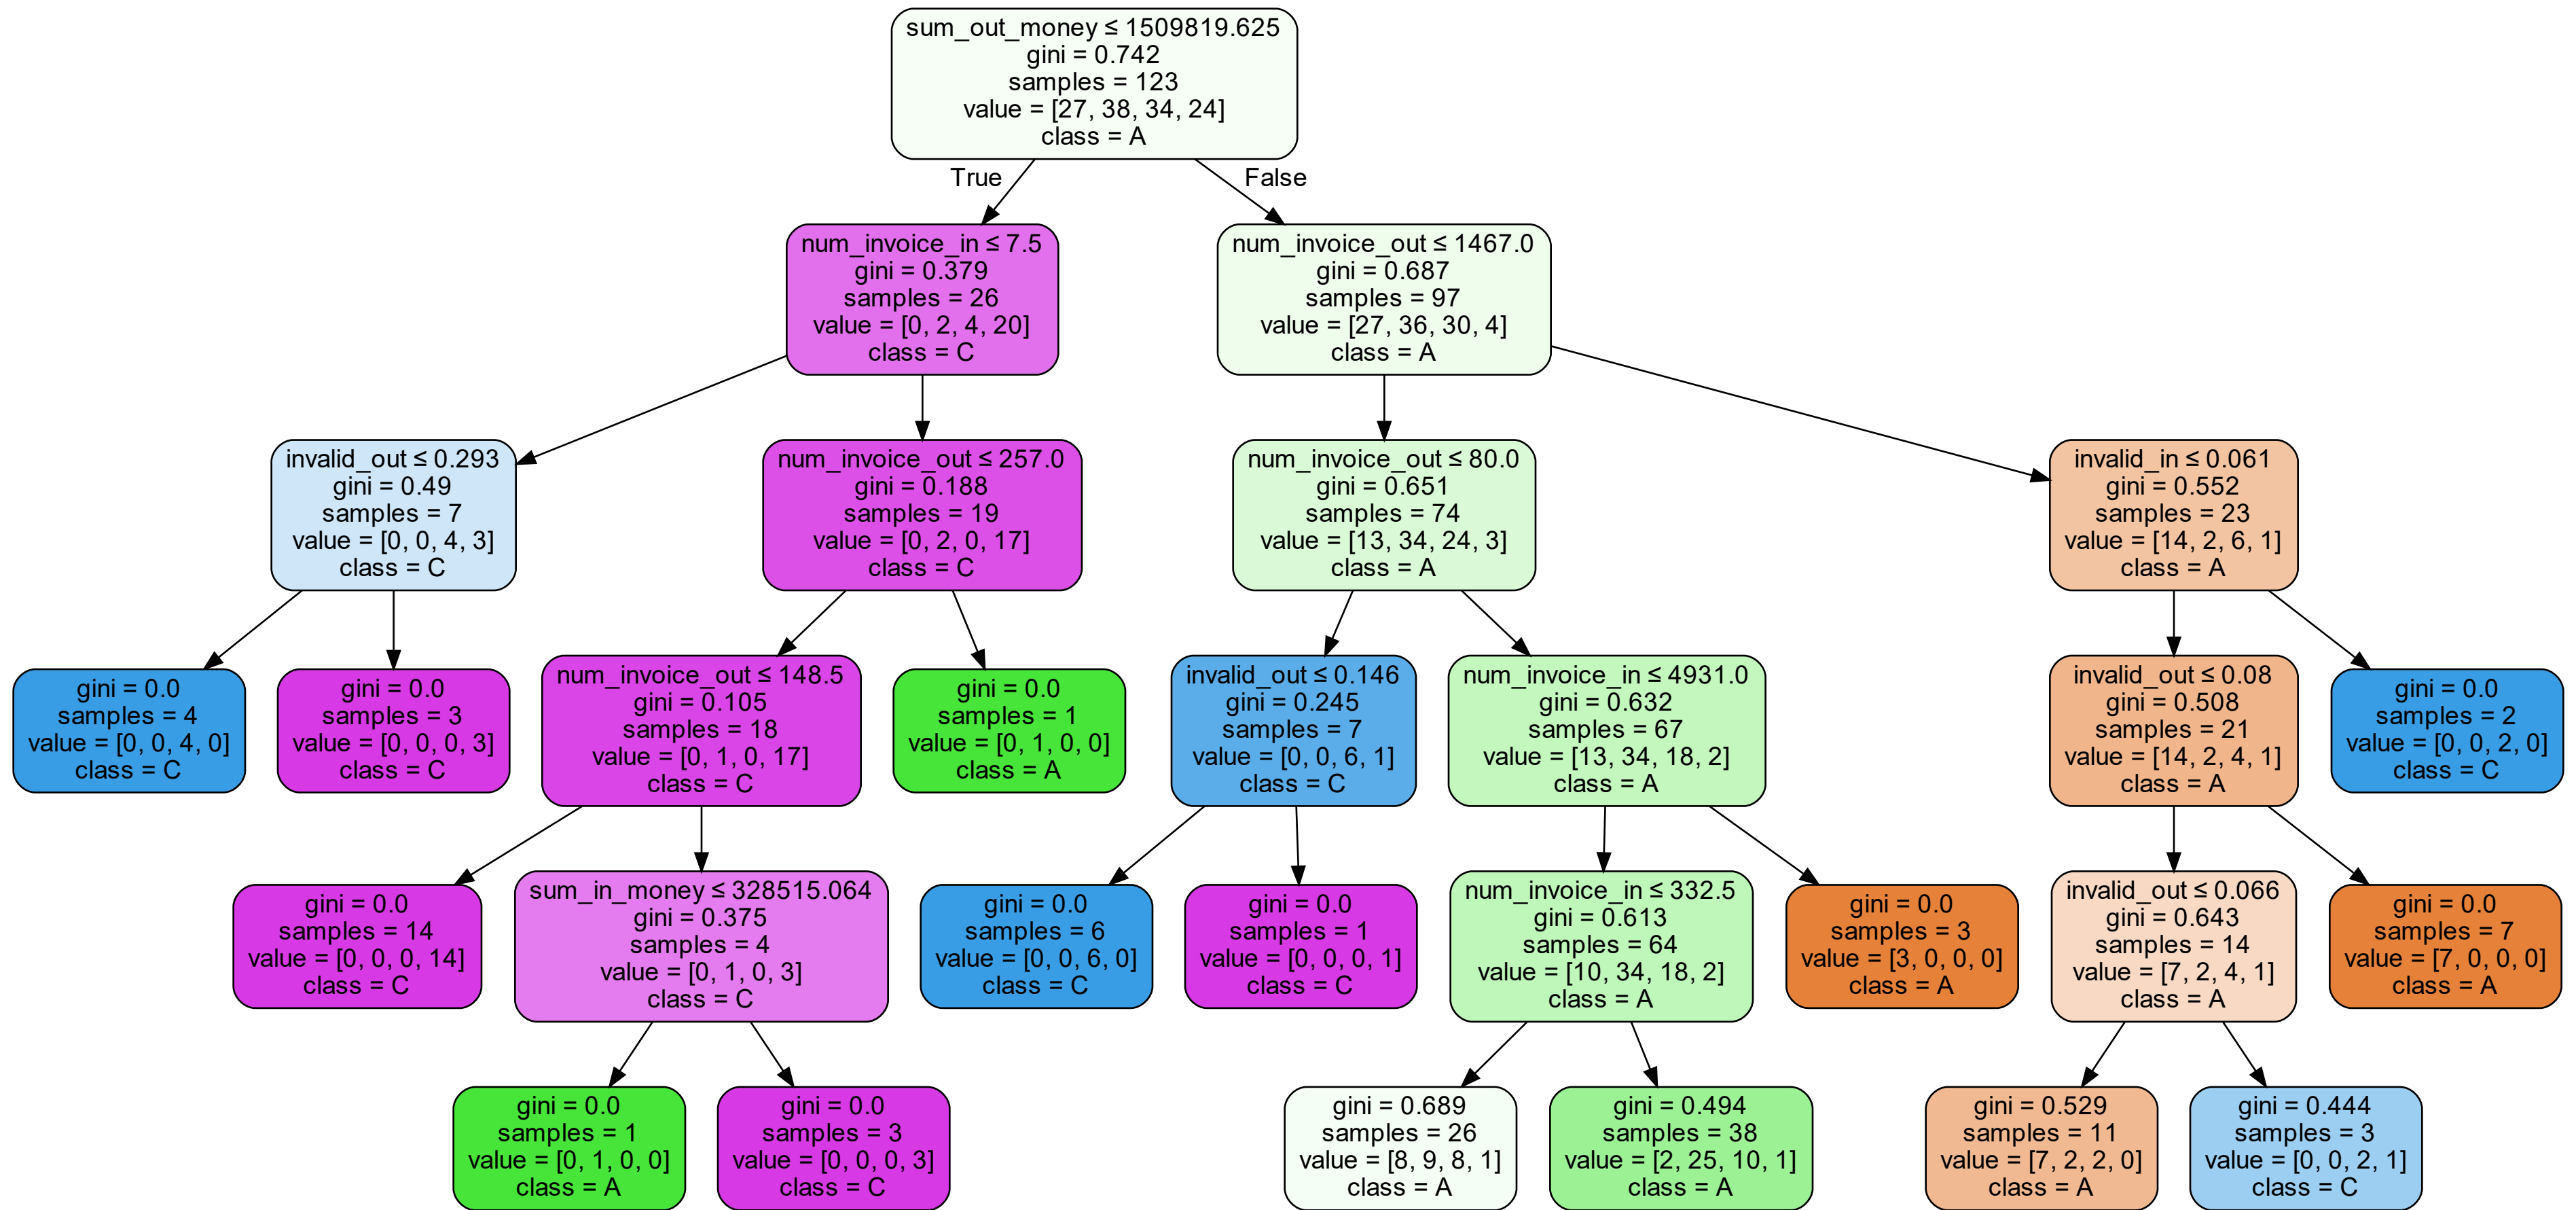 sum_out_money ≤ 1509819.625
gini = 0.742
samples = 123
value = [27, 38, 34, 24]
class = A
True
False
num_invoice_in ≤ 7.5
gini = 0.379
samples = 26
value = [0, 2, 4, 20]
class = C
num_invoice_out ≤ 1467.0
gini = 0.687
samples = 97
value = [27, 36, 30, 4]
class = A
invalid_out ≤ 0.293
gini = 0.49
samples = 7
value = [0, 0, 4, 3]
class = C
num_invoice_out ≤ 257.0
gini = 0.188
samples = 19
value = [0, 2, 0, 17]
class = C
num_invoice_out ≤ 80.0
gini = 0.651
samples = 74
value = [13, 34, 24, 3]
class = A
invalid_in ≤ 0.061
gini = 0.552
samples = 23
value = [14, 2, 6, 1]
class = A
gini = 0.0
samples = 4
value = [0, 0, 4, 0]
class = C
gini = 0.0
samples = 3
value = [0, 0, 0, 3]
class = C
num_invoice_out ≤ 148.5
gini = 0.105
samples = 18
value = [0, 1, 0, 17]
class = C
gini = 0.0
samples = 1
value = [0, 1, 0, 0]
class = A
invalid_out ≤ 0.146
gini = 0.245
samples = 7
value = [0, 0, 6, 1]
class = C
num_invoice_in ≤ 4931.0
gini = 0.632
samples = 67
value = [13, 34, 18, 2]
class = A
invalid_out ≤ 0.08
gini = 0.508
samples = 21
value = [14, 2, 4, 1]
class = A
gini = 0.0
samples = 2
value = [0, 0, 2, 0]
class = C
gini = 0.0
samples = 14
value = [0, 0, 0, 14]
class = C
sum_in_money ≤ 328515.064
gini = 0.375
samples = 4
value = [0, 1, 0, 3]
class = C
gini = 0.0
samples = 6
value = [0, 0, 6, 0]
class = C
gini = 0.0
samples = 1
value = [0, 0, 0, 1]
class = C
num_invoice_in ≤ 332.5
gini = 0.613
samples = 64
value = [10, 34, 18, 2]
class = A
gini = 0.0
samples = 3
value = [3, 0, 0, 0]
class = A
invalid_out ≤ 0.066
gini = 0.643
samples = 14
value = [7, 2, 4, 1]
class = A
gini = 0.0
samples = 7
value = [7, 0, 0, 0]
class = A
gini = 0.0
samples = 1
value = [0, 1, 0, 0]
class = A
gini = 0.0
samples = 3
value = [0, 0, 0, 3]
class = C
gini = 0.689
samples = 26
value = [8, 9, 8, 1]
class = A
gini = 0.494
samples = 38
value = [2, 25, 10, 1]
class = A
gini = 0.529
samples = 11
value = [7, 2, 2, 0]
class = A
gini = 0.444
samples = 3
value = [0, 0, 2, 1]
class = C